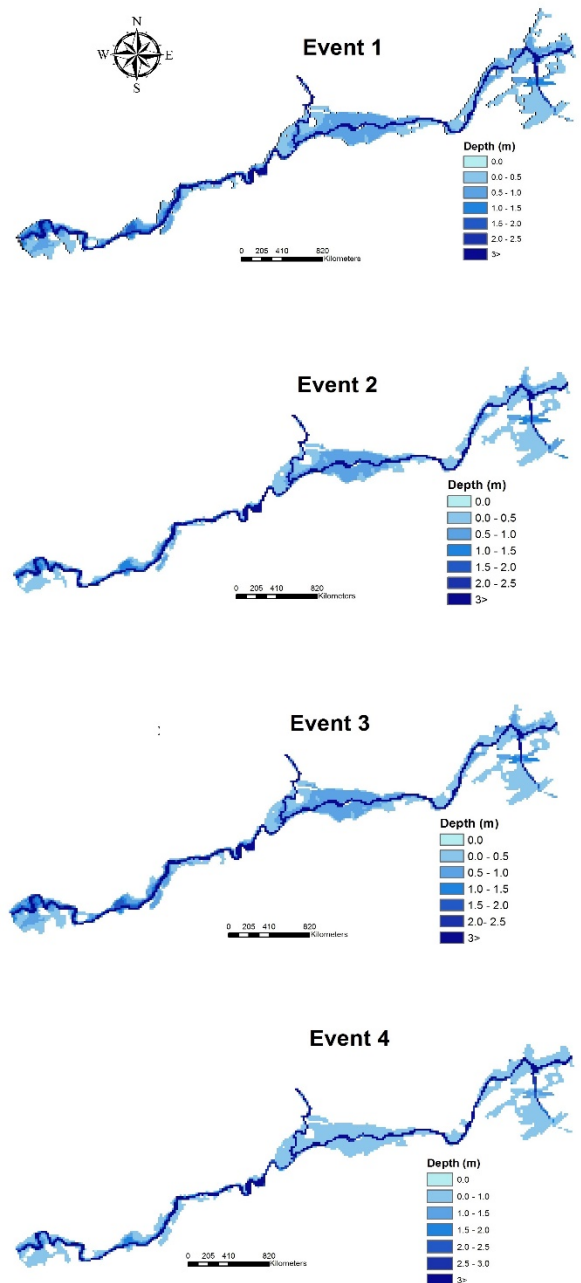 N
W E
S
Event 1
Depth (m)
0.0
0.0 - 0.5
0.5 - 1.0
1.0 - 1.5
1.5 - 2.0
2.0 - 2.5
3>
0 205 410 820
Kilometers
Event 2
Depth (m)
0.0
0.0 - 0.5
0.5 - 1.0
1.0 - 1.5
1.5 - 2.0
2.0 - 2.5
3>
0 205 410 820
Kilometers
:
Event 3
Depth (m)
0.0
0.0 - 0.5
0.5 - 1.0
1.0 - 1.5
1.5 - 2.0
2.0- 2.5
3>
0 205 410 820
Kilometers
Event 4
Depth (m)
0.0
0.0 - 1.0
1.0 - 1.5
1.5 - 2.0
2.0 - 2.5
2.5 - 3.0
3>
0 205 410 820
Kilometers